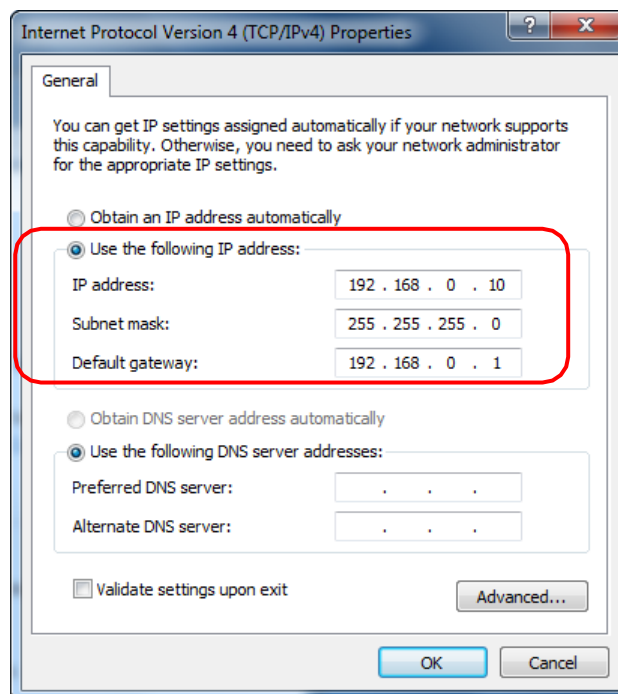 Internet Protocol Version 4 (TCP/IPv4) Properties
?
General
You can get IP settings assigned automatically if your network supports
this capability. Otherwise, you need to ask your network administrator
for the appropriate IP settings.
Obtain an IP address automatically
Use the following IP address:
IP address: 192 . 168 . 0 . 10
Subnet mask: 255 . 255 . 255 . 0
Default gateway: 192 . 168 . 0 . 1
Obtain DNS server address automatically
Use the following DNS server addresses:
Preferred DNS server: . . .
Alternate DNS server: . . .
Validate settings upon exit
Advanced...
OK Cancel